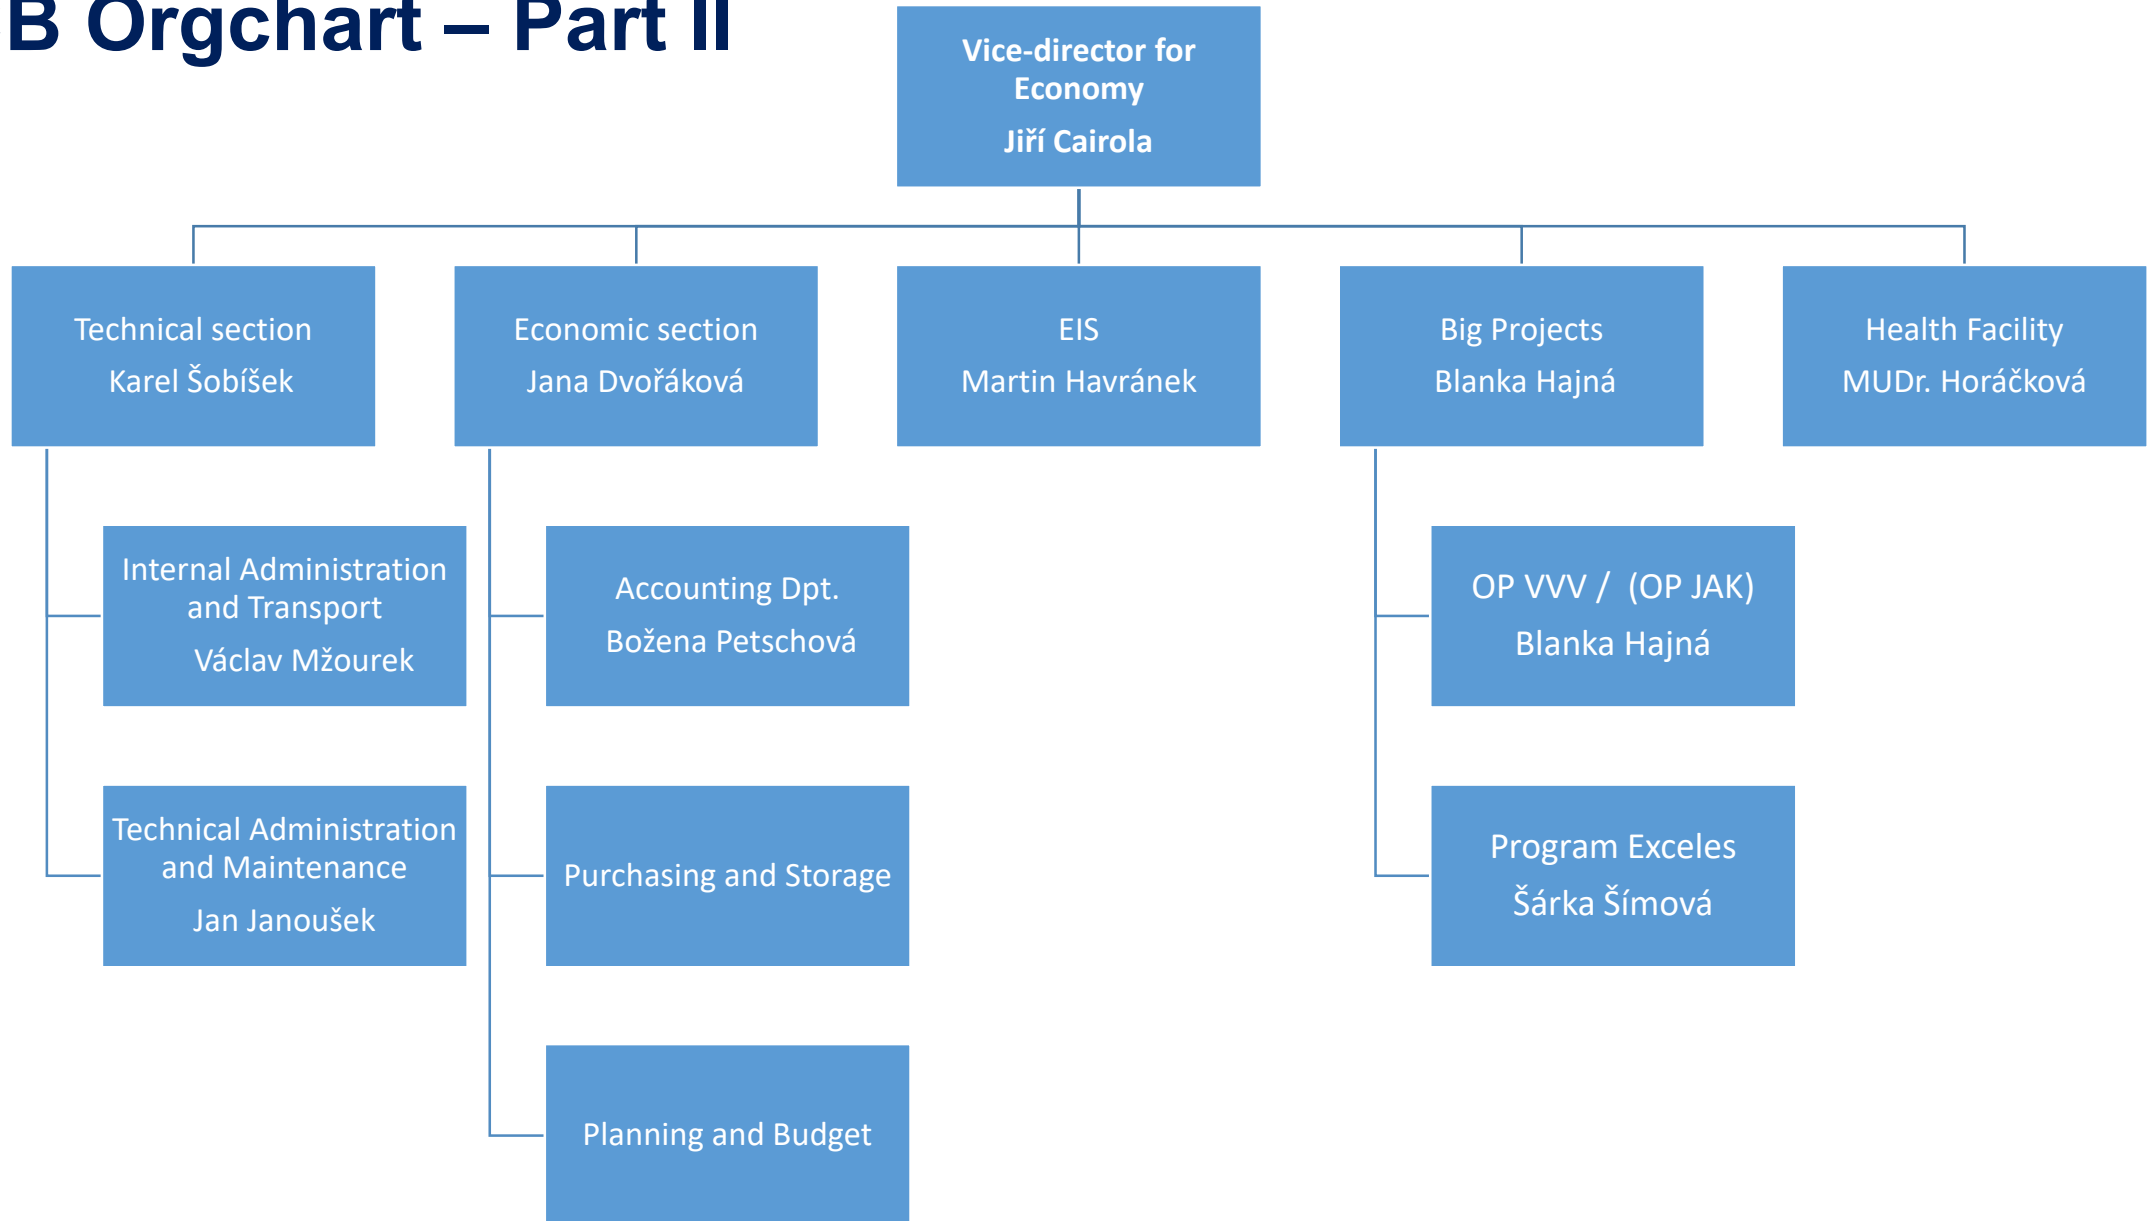 B Orgchart – Part II
Vice-director for
Economy
Jiří Cairola
Technical section
Karel Šobíšek
Economic section
Jana Dvořáková
EIS
Martin Havránek
Big Projects
Blanka Hajná
Health Facility
MUDr. Horáčková
Internal Administration
and Transport
Václav Mžourek
Accounting Dpt.
Božena Petschová
OP VVV / (OP JAK)
Blanka Hajná
Technical Administration
and Maintenance
Jan Janoušek
Purchasing and Storage
Program Exceles
Šárka Šímová
Planning and Budget